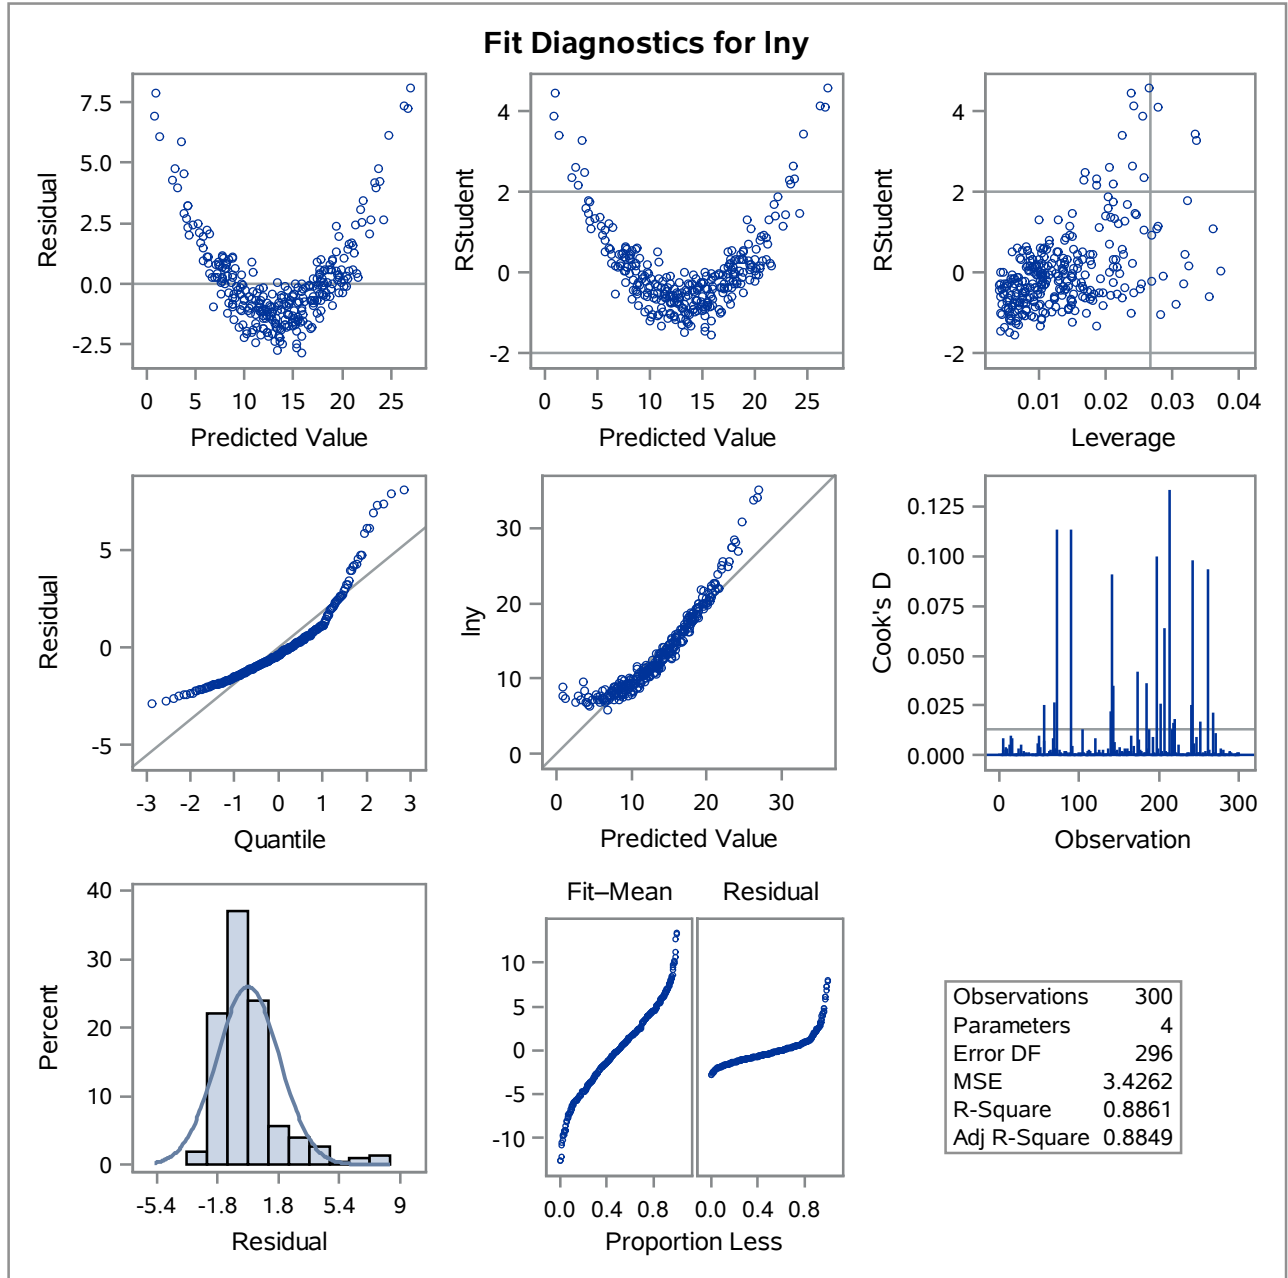 Fit Diagnostics for lny
Residual
7.5
5.0
2.5
0.0
-2.5
0 5 10 15 20 25
Predicted Value
RStudent
4
2
0
-2
0 5 10 15 20 25
Predicted Value
RStudent
4
2
0
-2
0.01 0.02 0.03 0.04
Leverage
Residual
5
0
-5
-3 -2 -1 0 1 2 3
Quantile
lny
30
20
10
0
0 10 20 30
Predicted Value
Cook's D
0.125
0.100
0.075
0.050
0.025
0.000
0 100 200 300
Observation
Percent
40
30
20
10
0
-5.4 -1.8 1.8 5.4 9
Residual
Fit–Mean Residual
10
5
0
-5
-10
0.0 0.4 0.8 0.0 0.4 0.8
Proportion Less
Observations 300
Parameters 4
Error DF 296
MSE 3.4262
R-Square 0.8861
Adj R-Square 0.8849